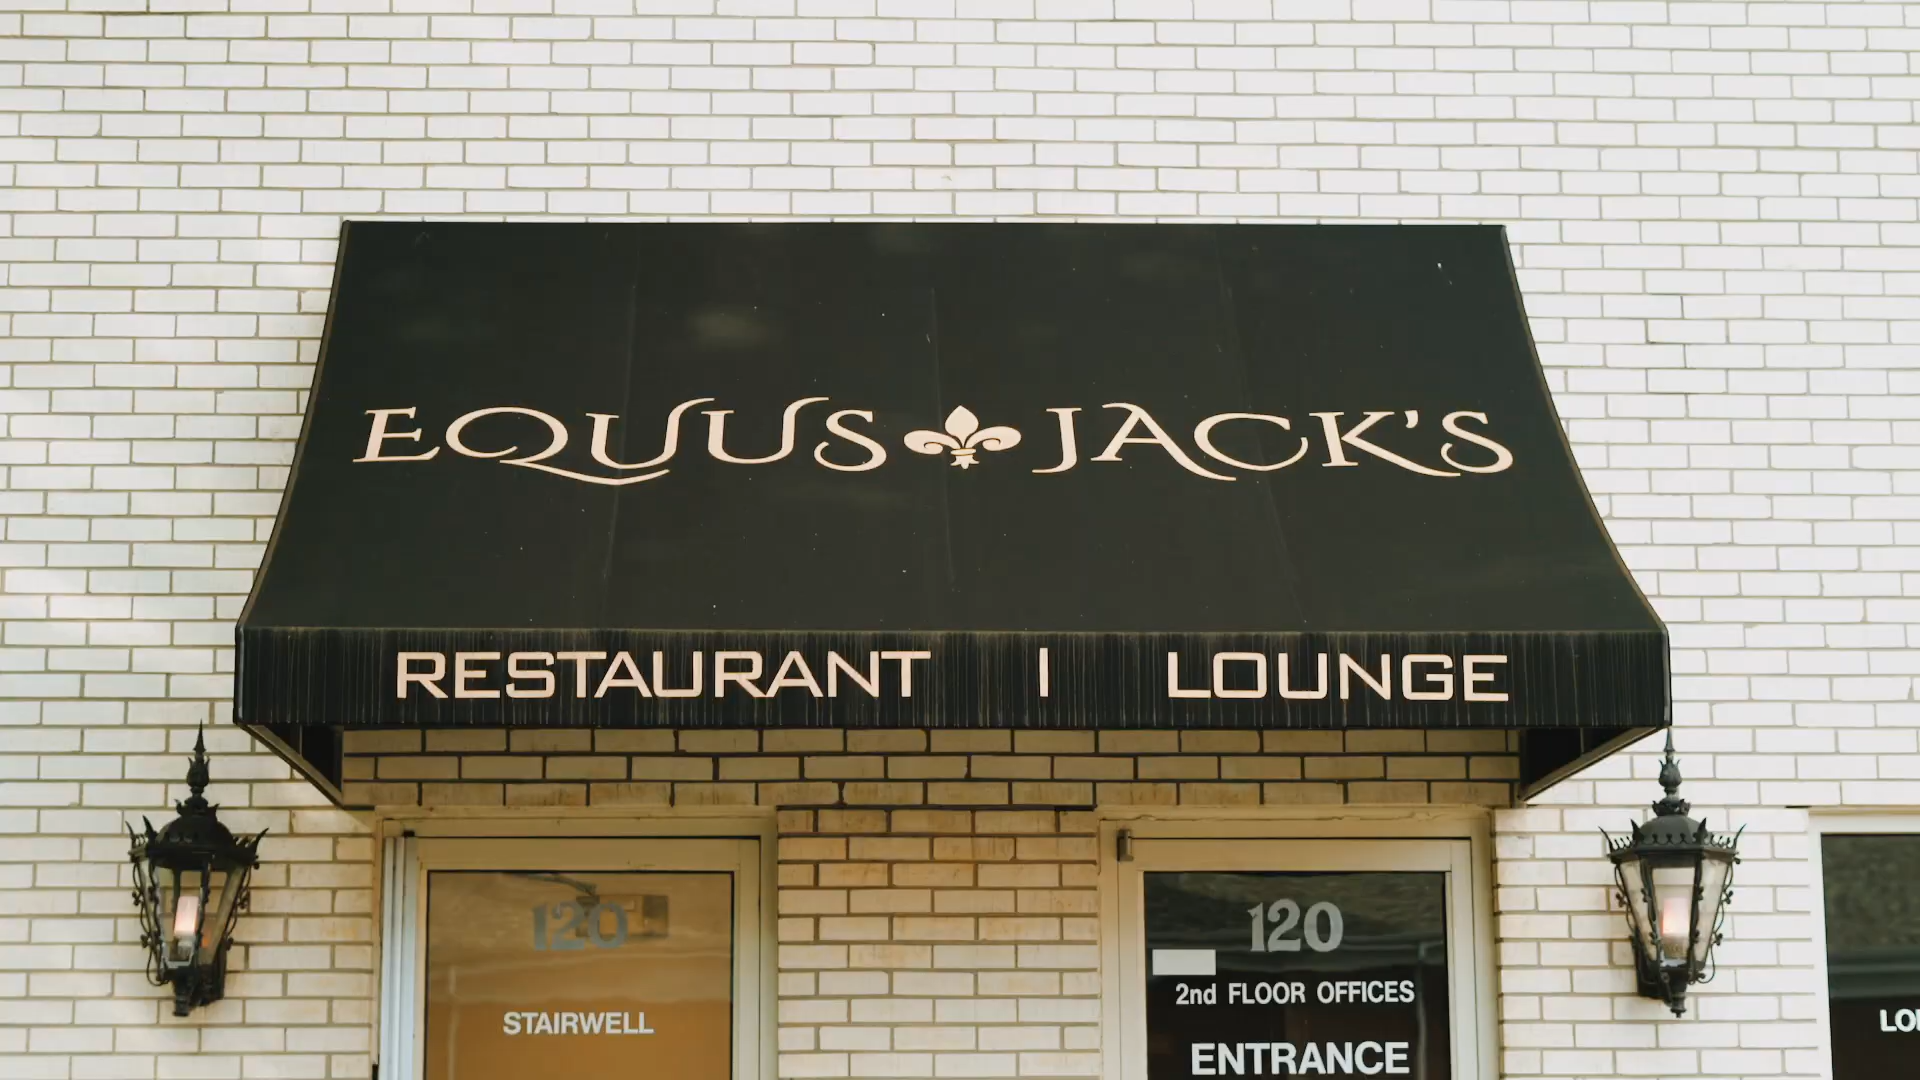 EQUUS JACK'S
RESTAURANT | LOUNGE
120
STAIRWELL
120
2nd FLOOR OFFICES
ENTRANCE